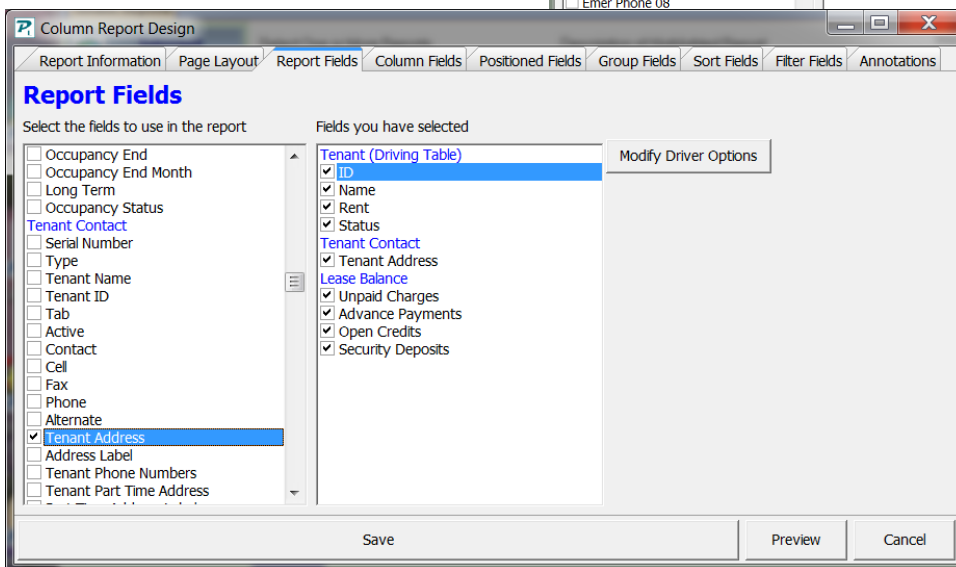 Emer Phone 08
Column Report Design
Report Information Page Layout Report Fields Column Fields Positioned Fields Group Fields Sort Fields Filter Fields Annotations
Report Fields
Select the fields to use in the report
Occupancy End
Occupancy End Month
Long Term
Occupancy Status
Tenant Contact
Serial Number
Type
Tenant Name
Tenant ID
Tab
Active
Contact
Cell
Fax
Phone
Alternate
Tenant Address
Address Label
Tenant Phone Numbers
Tenant Part Time Address
Fields you have selected
Tenant (Driving Table)
ID
Name
Rent
Status
Tenant Contact
Tenant Address
Lease Balance
Unpaid Charges
Advance Payments
Open Credits
Security Deposits
Modify Driver Options
Save
Preview
Cancel